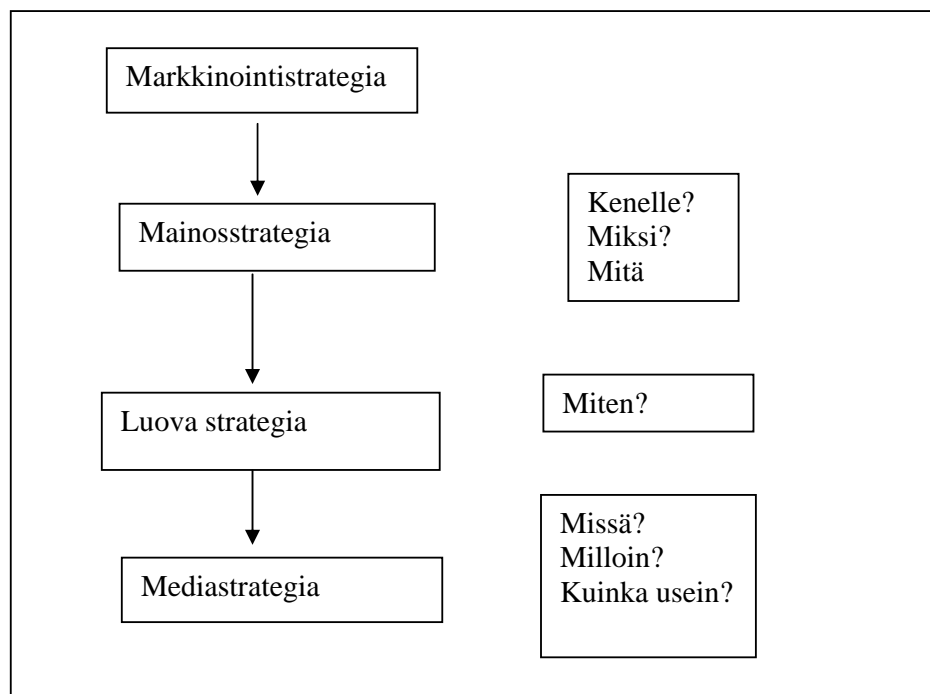 Markkinointistrategia
Mainosstrategia
Kenelle?
Miksi?
Mitä
Luova strategia
Miten?
Mediastrategia
Missä?
Milloin?
Kuinka usein?